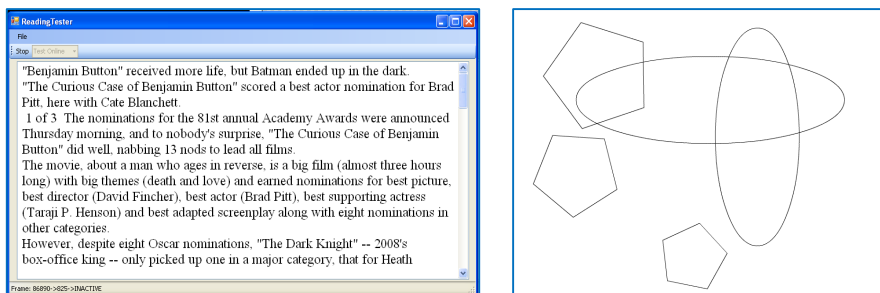 ReadingTester
File
Stop Test Online
"Benjamin Button" received more life, but Batman ended up in the dark.
"The Curious Case of Benjamin Button" scored a best actor nomination for Brad
Pitt, here with Cate Blanchett.
1 of 3 The nominations for the 81st annual Academy Awards were announced
Thursday morning, and to nobody's surprise, "The Curious Case of Benjamin
Button" did well, nabbing 13 nods to lead all films.
The movie, about a man who ages in reverse, is a big film (almost three hours
long) with big themes (death and love) and earned nominations for best picture,
best director (David Fincher), best actor (Brad Pitt), best supporting actress
(Taraji P. Henson) and best adapted screenplay along with eight nominations in
other categories.
However, despite eight Oscar nominations, "The Dark Knight" -- 2008's
box-office king -- only picked up one in a major category, that for Heath
Frame: 86890->825->INACTIVE